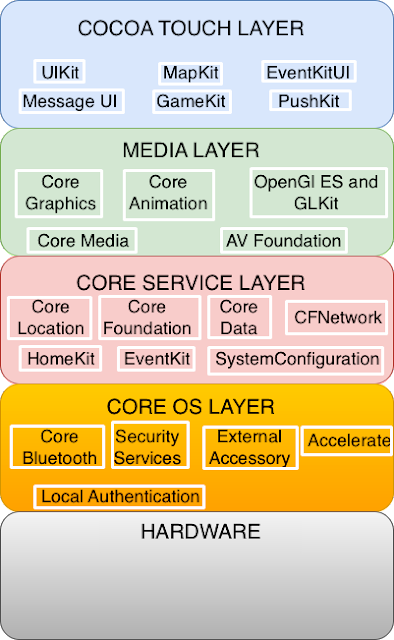 COCOA TOUCH LAYER
UIKit MapKit EventKitUI
Message UI GameKit PushKit
MEDIA LAYER
Core Graphics Core Animation OpenGl ES and GLKit
Core Media AV Foundation
CORE SERVICE LAYER
Core Location Core Foundation Core Data CFNetwork
HomeKit EventKit SystemConfiguration
CORE OS LAYER
Core Bluetooth Security Services External Accessory Accelerate
Local Authentication
HARDWARE